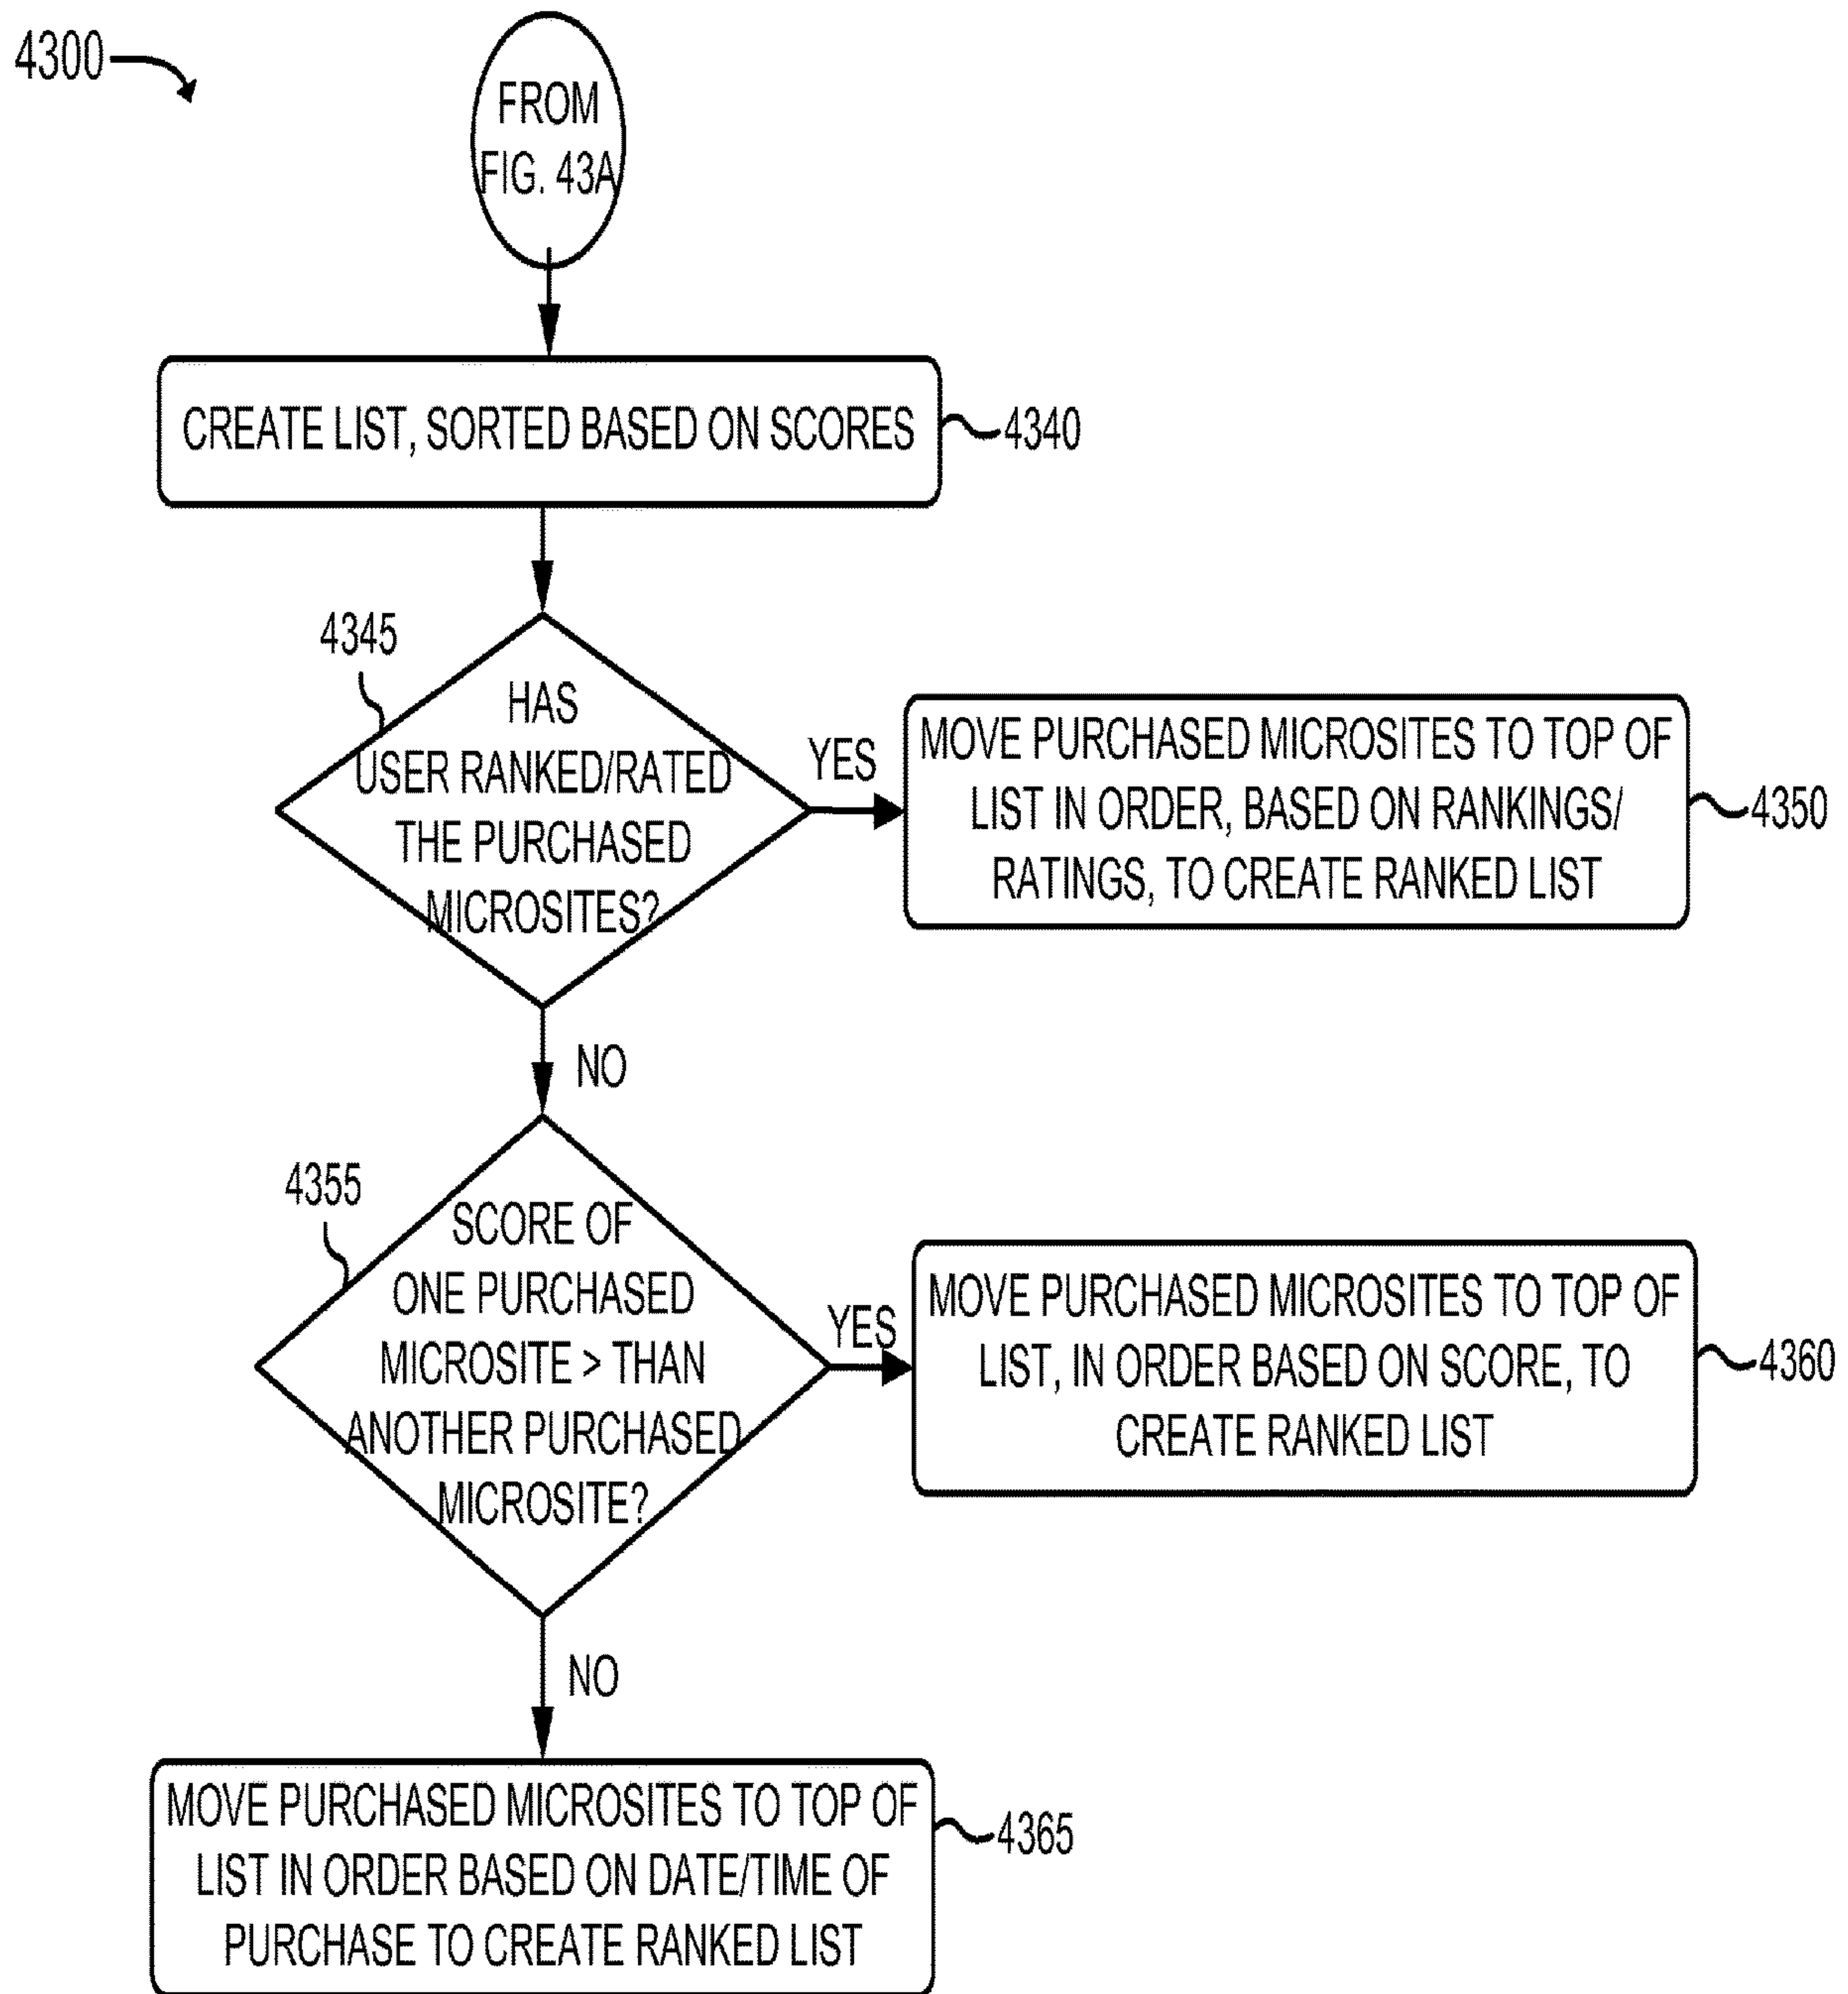 4300
FROM
FIG. 43A
CREATE LIST, SORTED BASED ON SCORES
4340
4345
HAS
USER RANKED/RATED
THE PURCHASED
MICROSITES?
YES
MOVE PURCHASED MICROSITES TO TOP OF
LIST IN ORDER, BASED ON RANKINGS/
RATINGS, TO CREATE RANKED LIST
4350
NO
4355
SCORE OF
ONE PURCHASED
MICROSITE > THAN
ANOTHER PURCHASED
MICROSITE?
YES
MOVE PURCHASED MICROSITES TO TOP OF
LIST, IN ORDER BASED ON SCORE, TO
CREATE RANKED LIST
4360
NO
MOVE PURCHASED MICROSITES TO TOP OF
LIST IN ORDER BASED ON DATE/TIME OF
PURCHASE TO CREATE RANKED LIST
4365